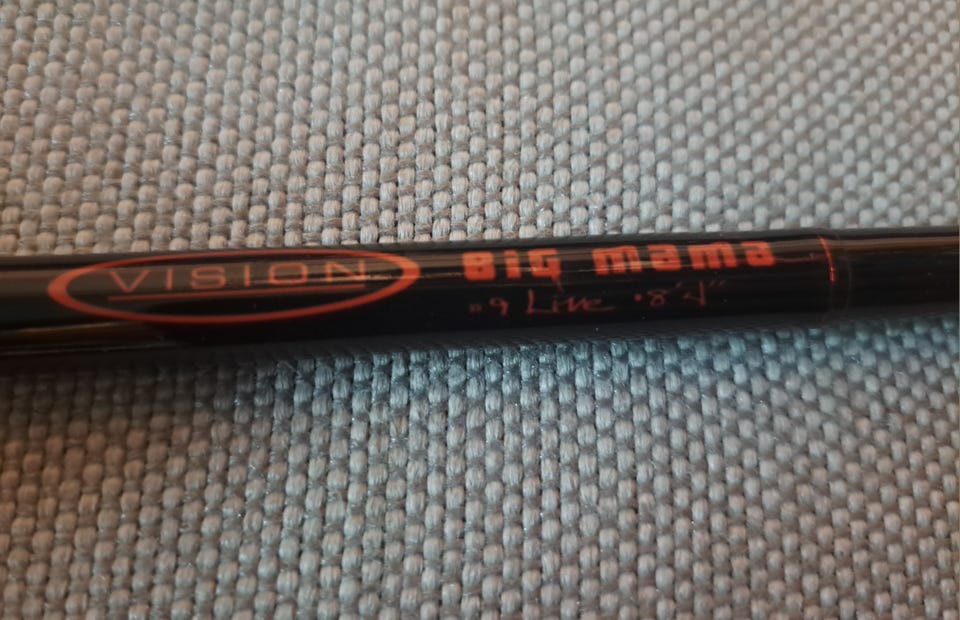 VISION
BIG mama
"9 Line • 8'4"